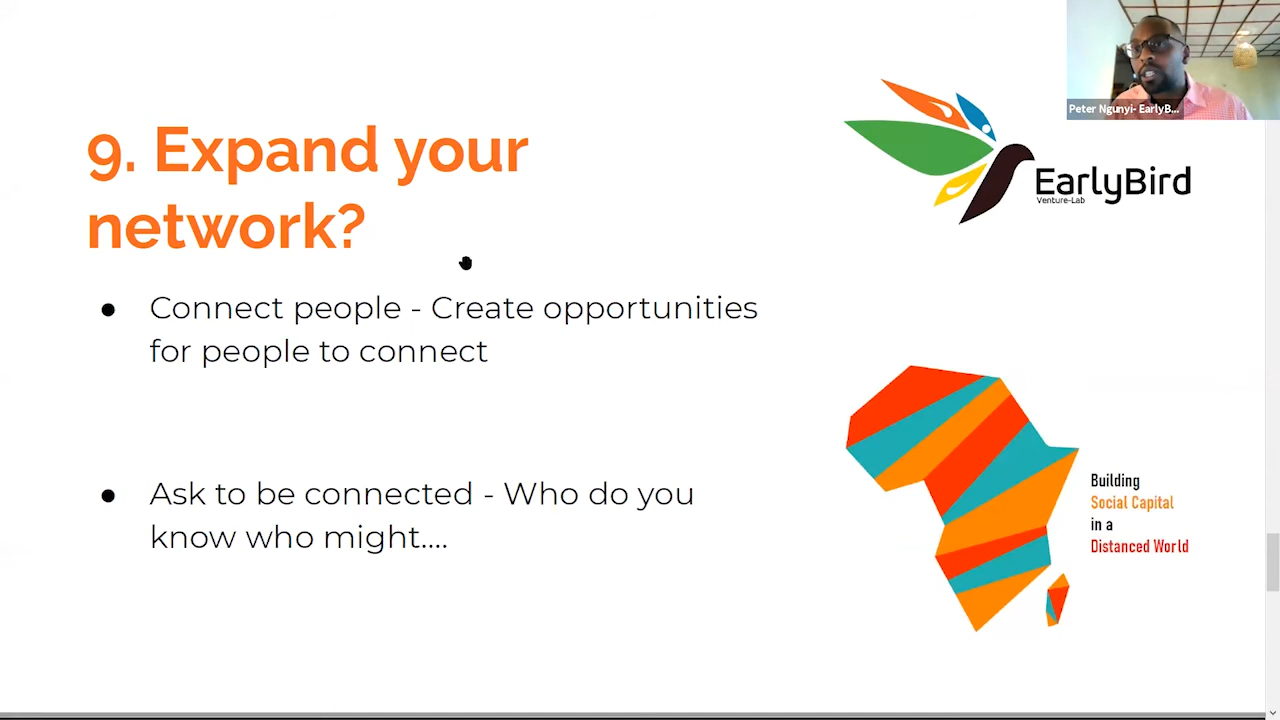 9. Expand your
network?
● Connect people - Create opportunities
for people to connect
● Ask to be connected - Who do you
know who might....
Peter Ngunyi- EarlyB...
EarlyBird
Venture-Lab
Building
Social Capital
in a
Distanced World